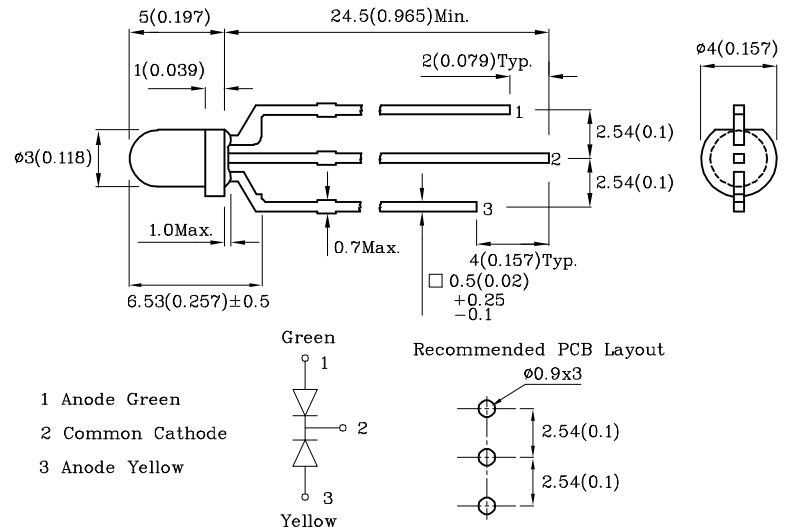 5(0.197)
24.5(0.965)Min.
1(0.039)
2(0.079)Typ.
ø4(0.157)
1
2.54(0.1)
ø3(0.118)
2
2.54(0.1)
3
1.0Max.
0.7Max.
4(0.157)Typ.
□ 0.5(0.02)
+0.25
-0.1
6.53(0.257)±0.5
Green
1
2
3
Yellow
1 Anode Green
2 Common Cathode
3 Anode Yellow
Recommended PCB Layout
ø0.9x3
2.54(0.1)
2.54(0.1)